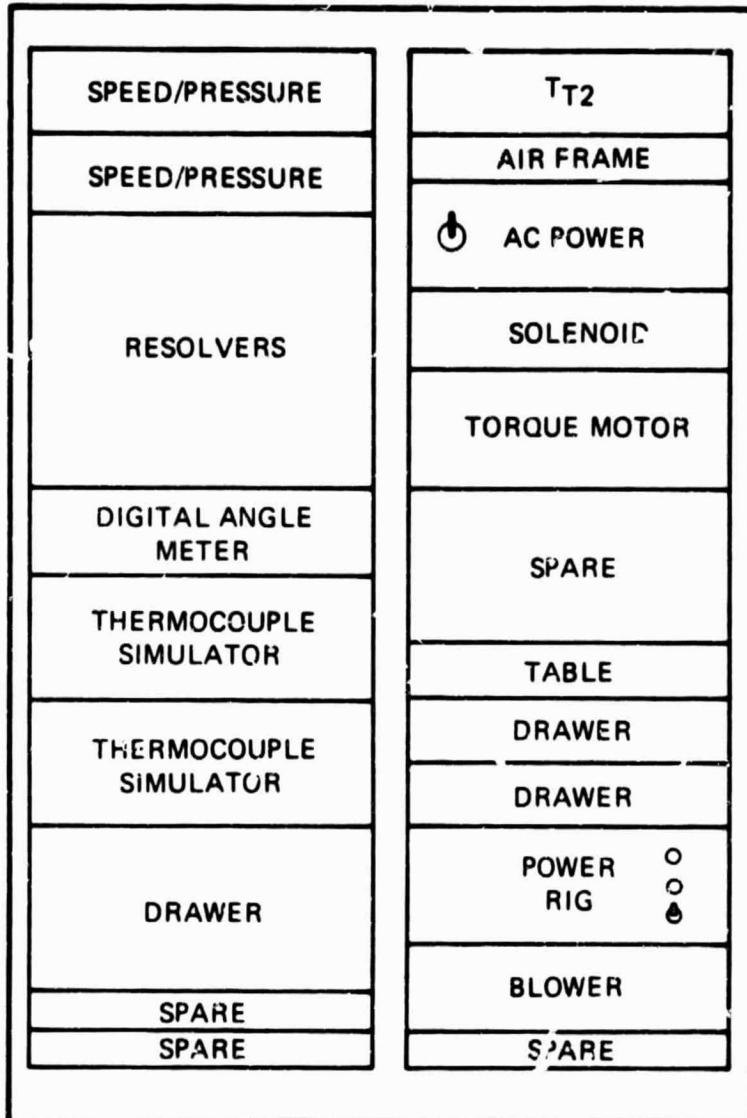 SPEED/PRESSURE
SPEED/PRESSURE
RESOLVERS
DIGITAL ANGLE
METER
THERMOCOUPLE
SIMULATOR
THERMOCOUPLE
SIMULATOR
DRAWER
SPARE
SPARE
TT2
AIR FRAME
AC POWER
SOLENOID
TORQUE MOTOR
SPARE
TABLE
DRAWER
DRAWER
POWER
RIG
BLOWER
SPARE